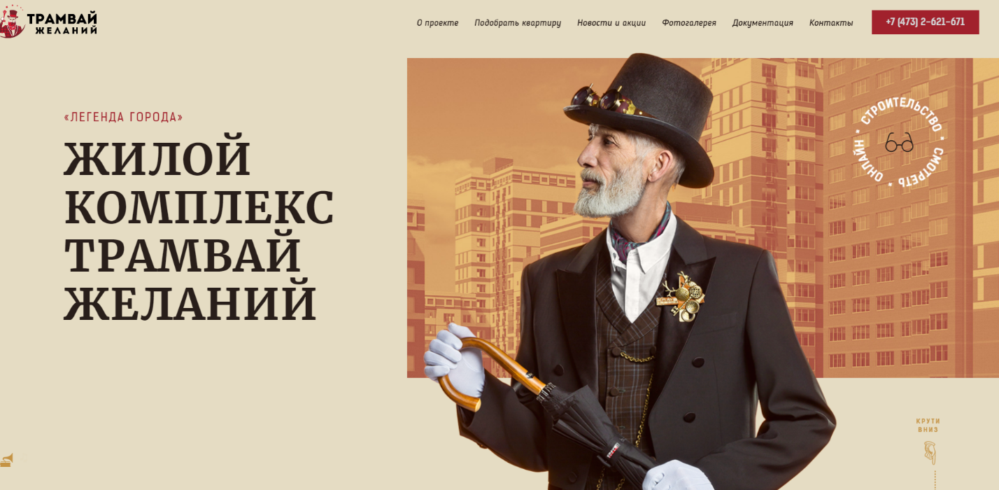 ТРАМВАЙ
ЖЕЛАНИЙ
О проекте
Подобрать квартиру
Новости и акции
Фотогалерея
Документация
Контакты
+7 (473) 2-621-671
«ЛЕГЕНДА ГОРОДА»
ЖИЛОЙ
КОМПЛЕКС
ТРАМВАЙ
ЖЕЛАНИЙ
СТРОИТЕЛЬСТВО * СМОТРЕТЬ * ОНЛАЙН *
КРУТИ
ВНИЗ